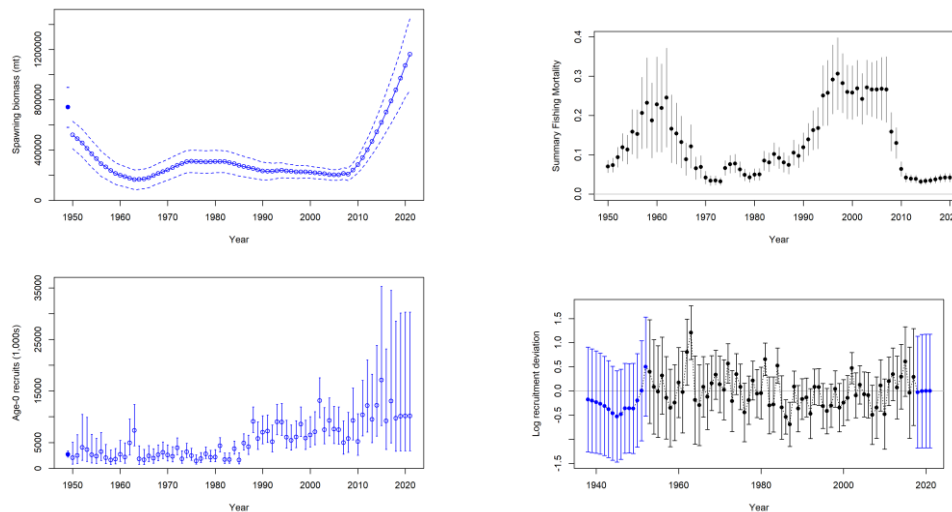 Spawning biomass (mt)
0 400000 800000 1200000
1950 1960 1970 1980 1990 2000 2010 2020
Year
Summary Fishing Mortality
0.0 0.1 0.2 0.3 0.4
1950 1960 1970 1980 1990 2000 2010
Year
Age-0 recruits (1,000s)
0 5000 15000 25000 35000
1950 1960 1970 1980 1990 2000 2010 2020
Year
Log recruitment deviation
-1.5 -0.5 0.0 0.5 1.0 1.5
1940 1960 1980 2000 2020
Year